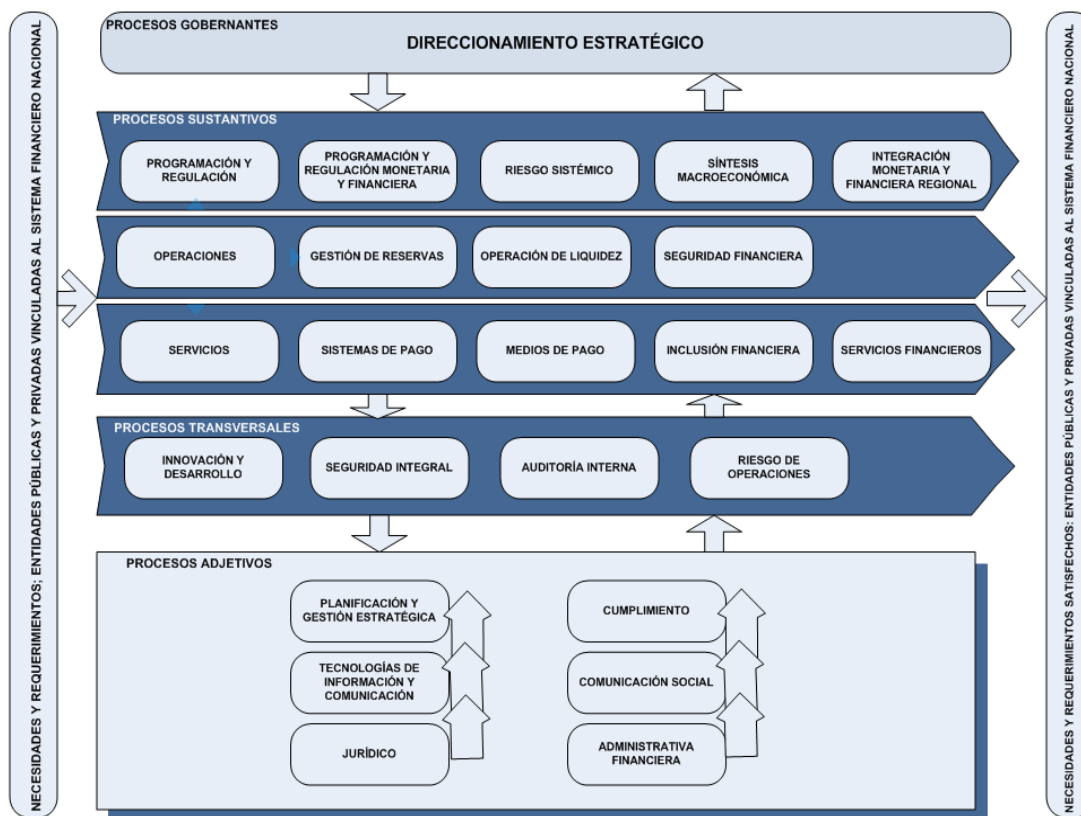 NECESIDADES Y REQUERIMIENTOS; ENTIDADES PÚBLICAS Y PRIVADAS VINCULADAS AL SISTEMA FINANCIERO NACIONAL
PROCESOS GOBERNANTES
DIRECCIONAMIENTO ESTRATÉGICO
PROCESOS SUSTANTIVOS
PROGRAMACIÓN Y
REGULACIÓN
PROGRAMACIÓN Y
REGULACIÓN MONETARIA
Y FINANCIERA
RIESGO SISTÉMICO
SÍNTESIS
MACROECONÓMICA
INTEGRACIÓN
MONETARIA Y
FINANCIERA REGIONAL
OPERACIONES
GESTIÓN DE RESERVAS
OPERACIÓN DE LIQUIDEZ
SEGURIDAD FINANCIERA
SERVICIOS
SISTEMAS DE PAGO
MEDIOS DE PAGO
INCLUSIÓN FINANCIERA
SERVICIOS FINANCIEROS
PROCESOS TRANSVERSALES
INNOVACIÓN Y
DESARROLLO
SEGURIDAD INTEGRAL
AUDITORÍA INTERNA
RIESGO DE
OPERACIONES
PROCESOS ADJETIVOS
PLANIFICACIÓN Y
GESTIÓN ESTRATÉGICA
CUMPLIMIENTO
TECNOLOGÍAS DE
INFORMACIÓN Y
COMUNICACIÓN
COMUNICACIÓN SOCIAL
JURÍDICO
ADMINISTRATIVA
FINANCIERA
NECESIDADES Y REQUERIMIENTOS SATISFECHOS: ENTIDADES PÚBLICAS Y PRIVADAS VINCULADAS AL SISTEMA FINANCIERO NACIONAL